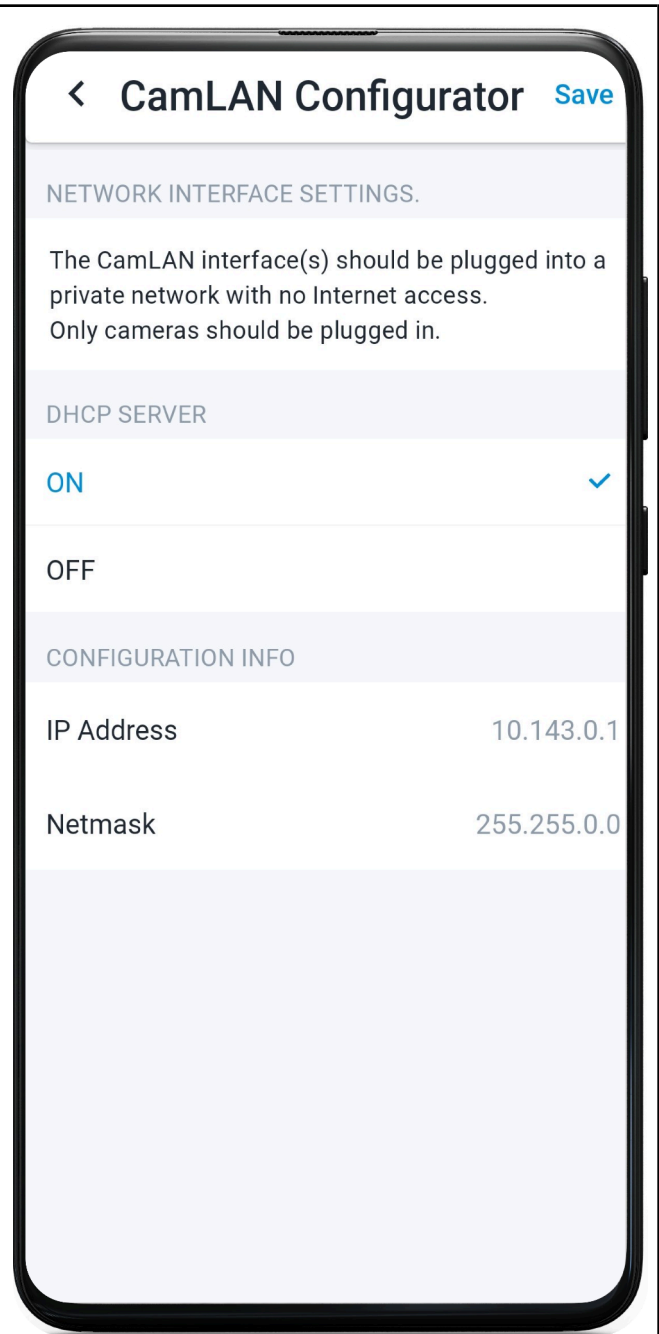 CamLAN Configurator
Save
NETWORK INTERFACE SETTINGS.
The CamLAN interface(s) should be plugged into a
private network with no Internet access.
Only cameras should be plugged in.
DHCP SERVER
ON
OFF
CONFIGURATION INFO
IP Address 10.143.0.1
Netmask 255.255.0.0